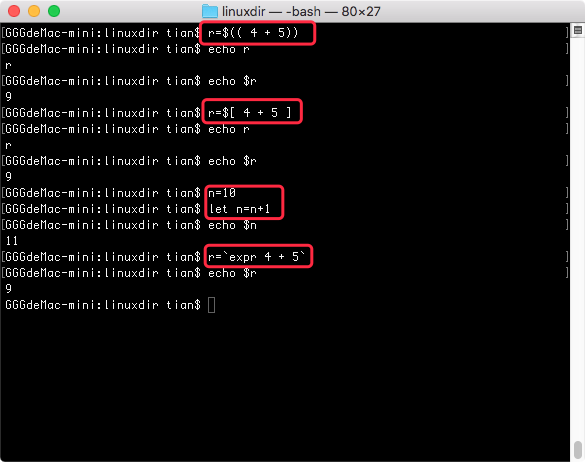 linuxdir — -bash — 80×27
[GGGdeMac-mini:linuxdir tian$ r=$(( 4 + 5)) ]
[GGGdeMac-mini:linuxdir tian$ echo r ]
r
[GGGdeMac-mini:linuxdir tian$ echo $r ]
9
[GGGdeMac-mini:linuxdir tian$ r=$[ 4 + 5 ] ]
[GGGdeMac-mini:linuxdir tian$ echo r ]
r
[GGGdeMac-mini:linuxdir tian$ echo $r ]
9
[GGGdeMac-mini:linuxdir tian$ n=10 ]
[GGGdeMac-mini:linuxdir tian$ let n=n+1 ]
[GGGdeMac-mini:linuxdir tian$ echo $n ]
11
[GGGdeMac-mini:linuxdir tian$ r=`expr 4 + 5` ]
[GGGdeMac-mini:linuxdir tian$ echo $r ]
9
GGGdeMac-mini:linuxdir tian$